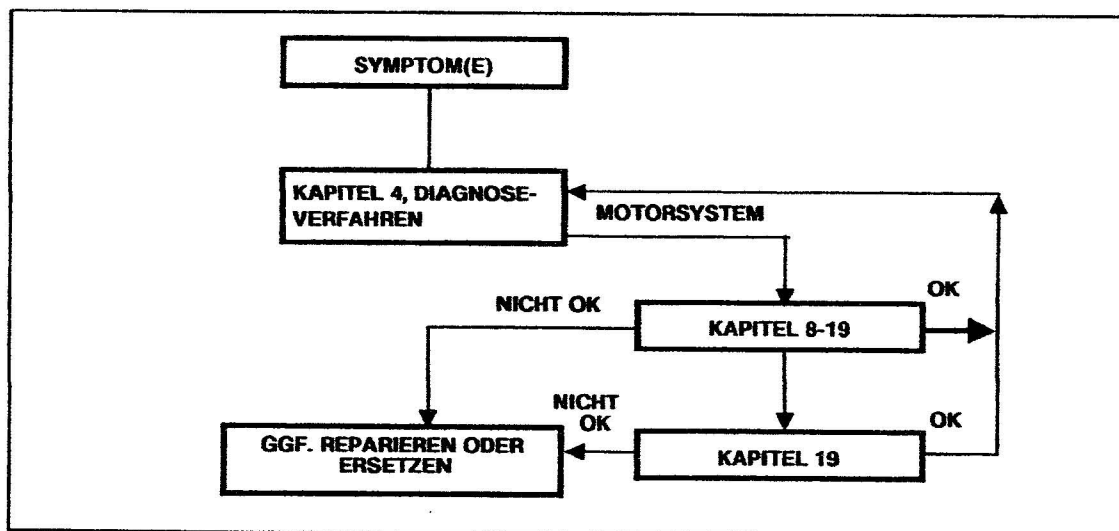 SYMPTOM(E)
KAPITEL 4, DIAGNOSE-
VERFAHREN
MOTORSYSTEM
NICHT OK
OK
KAPITEL 8-19
NICHT
OK
OK
GGF. REPARIEREN ODER
ERSETZEN
KAPITEL 19